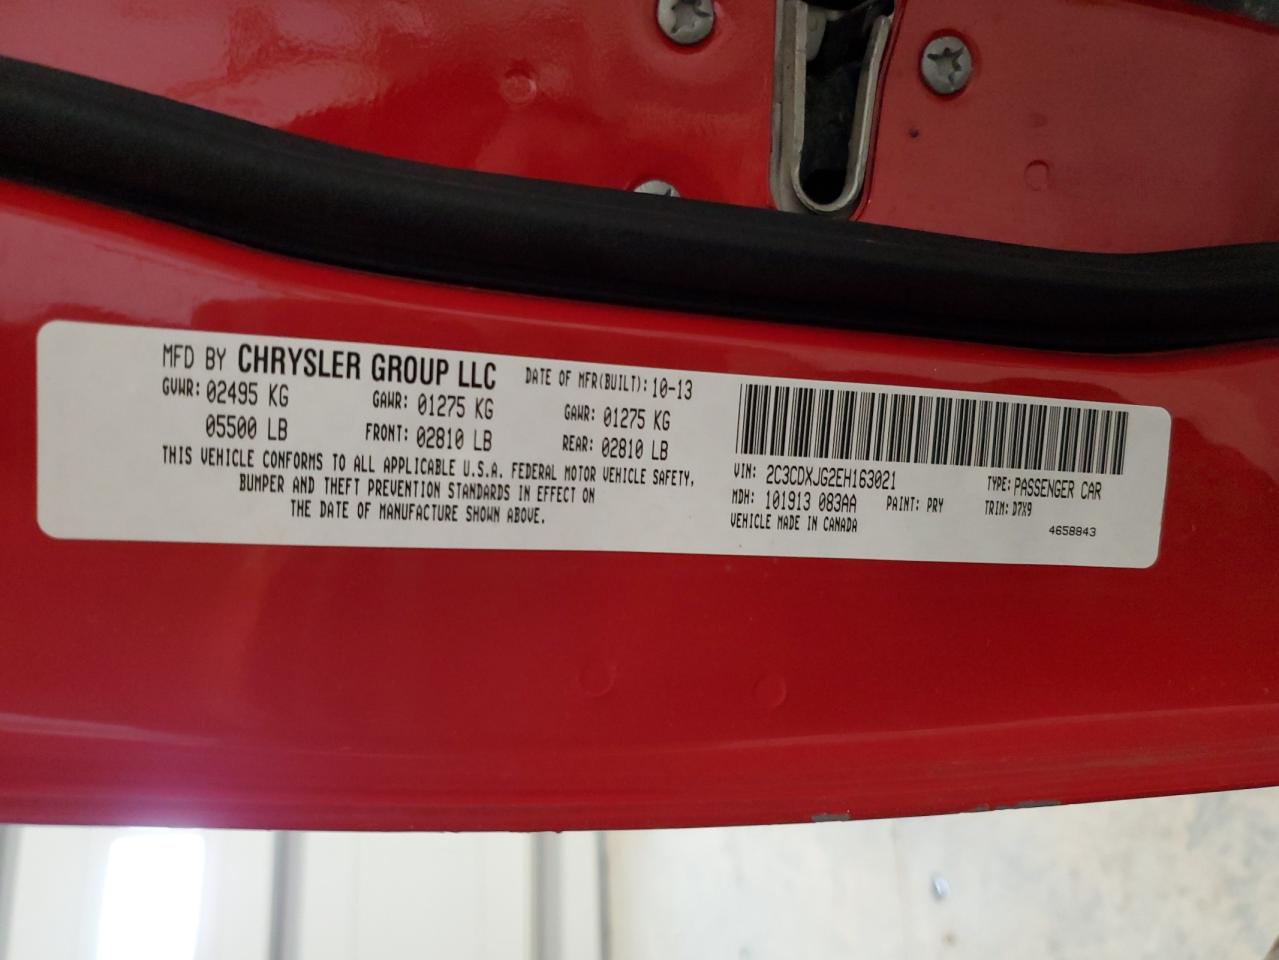 MFD BY CHRYSLER GROUP LLC DATE OF MFR(BUILT): 10-13
GVWR: 02495 KG GAWR: 01275 KG GAWR: 01275 KG
05500 LB FRONT: 02810 LB REAR: 02810 LB
THIS VEHICLE CONFORMS TO ALL APPLICABLE U.S.A. FEDERAL MOTOR VEHICLE SAFETY,
BUMPER AND THEFT PREVENTION STANDARDS IN EFFECT ON
THE DATE OF MANUFACTURE SHOWN ABOVE.
VIN: 2C3CDXJG2EH163021 TYPE: PASSENGER CAR
MDH: 101913 083AA PAINT: PRY TRIM: D7X9
VEHICLE MADE IN CANADA 4658843